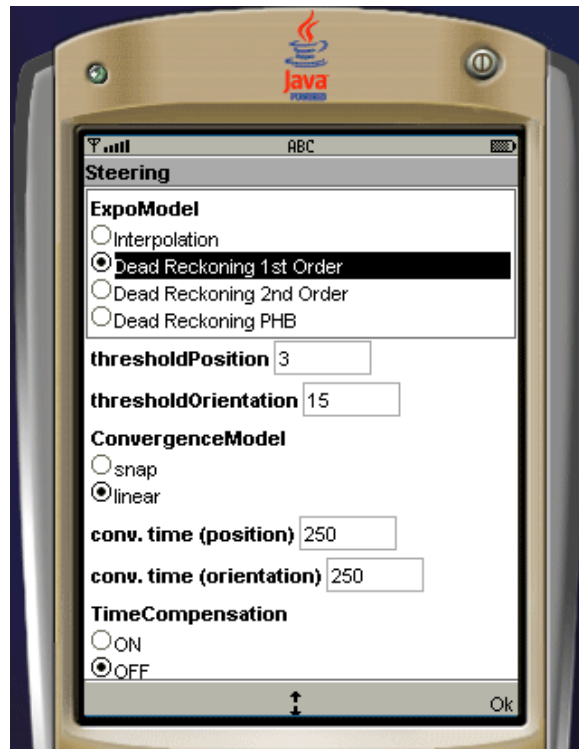 Java
POWERED
ABC
Steering
ExpoModel
Interpolation
Dead Reckoning 1st Order
Dead Reckoning 2nd Order
Dead Reckoning PHB
thresholdPosition 3
thresholdOrientation 15
ConvergenceModel
snap
linear
conv. time (position) 250
conv. time (orientation) 250
TimeCompensation
ON
OFF
Ok